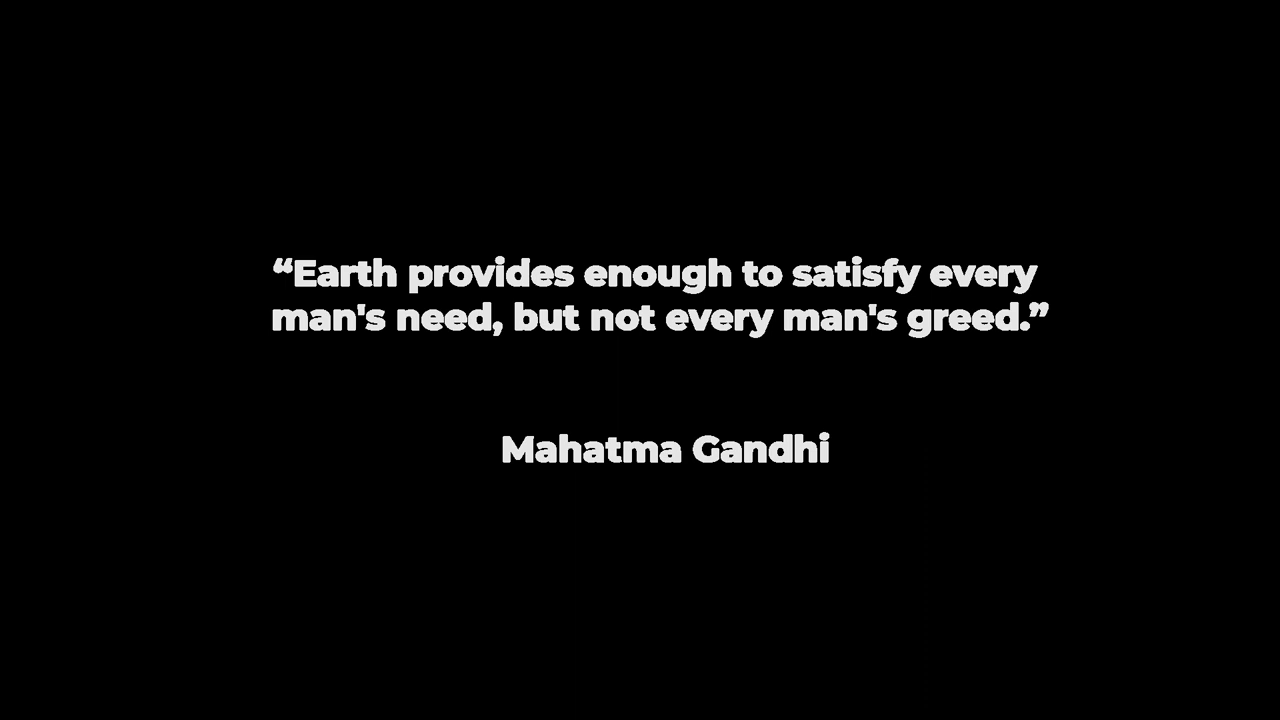 “Earth provides enough to satisfy every
man's need, but not every man's greed.”
Mahatma Gandhi